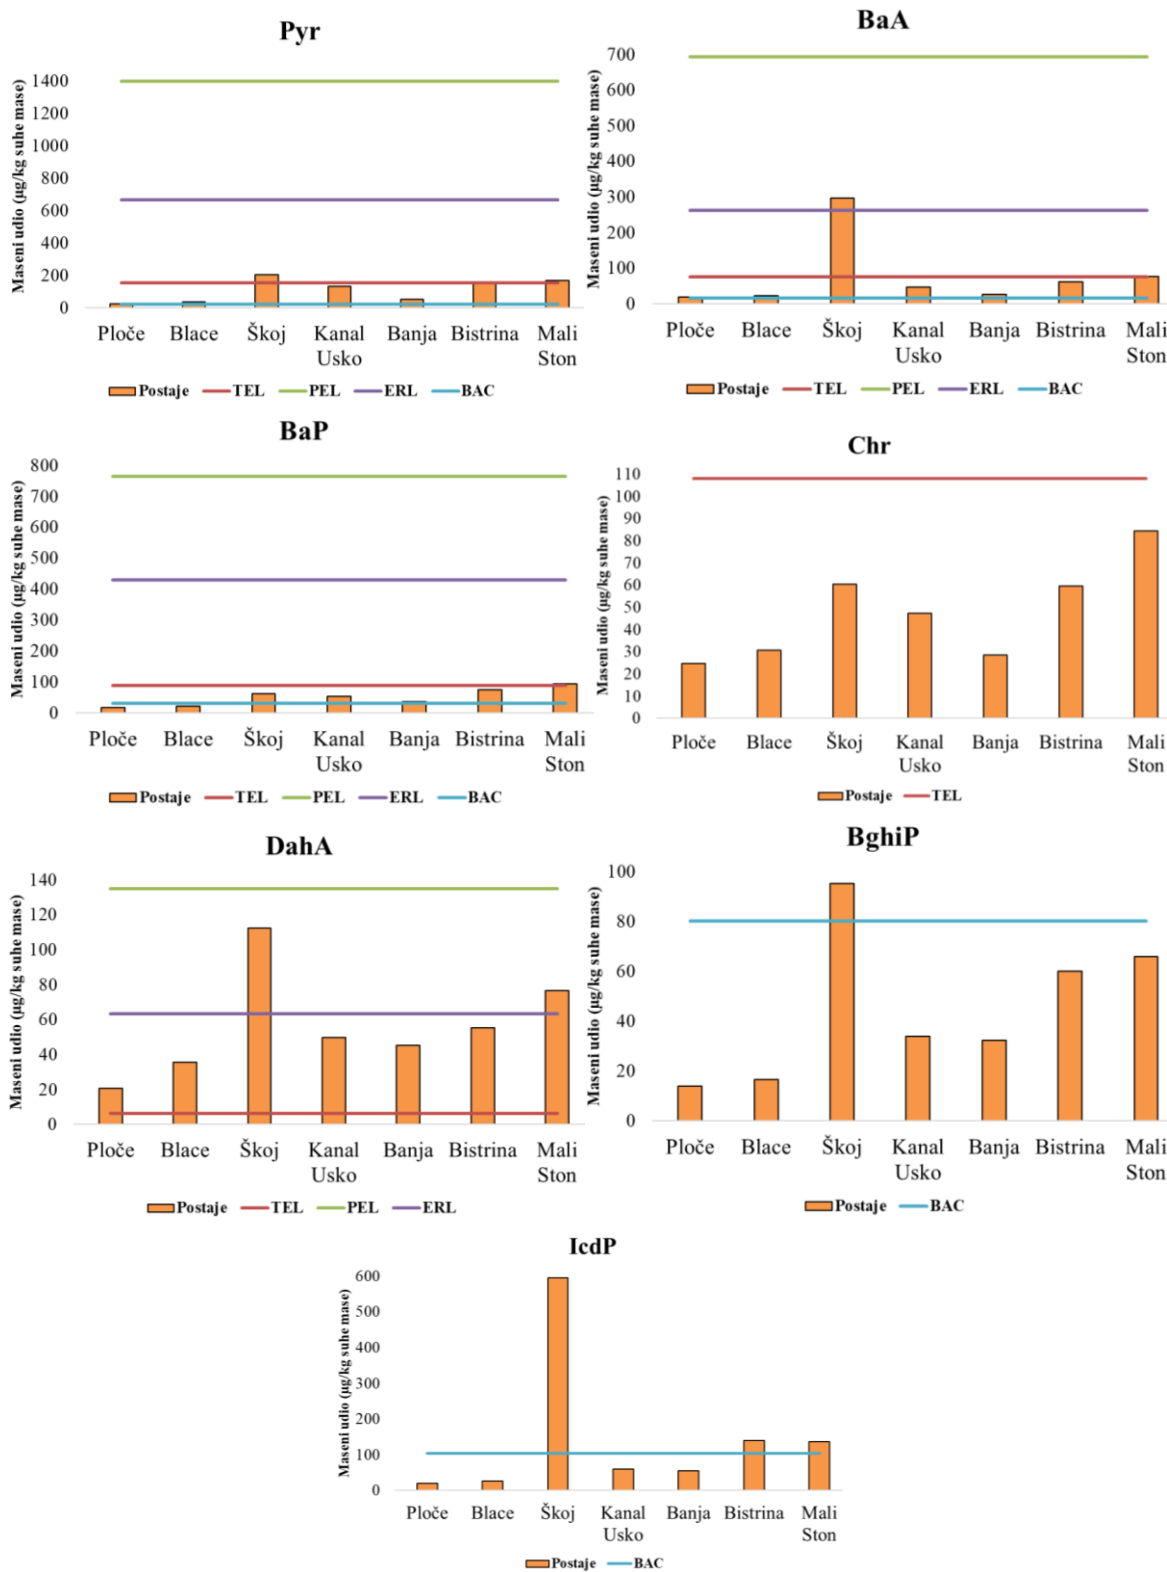 Pyr
Maseni udio (µg/kg suhe mase)
1400
1200
1000
800
600
400
200
0
Ploče Blace Škoj Kanal Usko Banja Bistrina Mali Ston
Postaje TEL PEL ERL BAC
BaA
Maseni udio (µg/kg suhe mase)
700
600
500
400
300
200
100
0
Ploče Blace Škoj Kanal Usko Banja Bistrina Mali Ston
Postaje TEL PEL ERL BAC
BaP
Maseni udio (µg/kg suhe mase)
800
700
600
500
400
300
200
100
0
Ploče Blace Škoj Kanal Usko Banja Bistrina Mali Ston
Postaje TEL PEL ERL BAC
Chr
Maseni udio (µg/kg suhe mase)
110
100
90
80
70
60
50
40
30
20
10
0
Ploče Blace Škoj Kanal Usko Banja Bistrina Mali Ston
Postaje TEL
DahA
Maseni udio (µg/kg suhe mase)
140
120
100
80
60
40
20
0
Ploče Blace Škoj Kanal Usko Banja Bistrina Mali Ston
Postaje TEL PEL ERL
BghiP
Maseni udio (µg/kg suhe mase)
100
80
60
40
20
0
Ploče Blace Škoj Kanal Usko Banja Bistrina Mali Ston
Postaje BAC
IcdP
Maseni udio (µg/kg suhe mase)
600
500
400
300
200
100
0
Ploče Blace Škoj Kanal Usko Banja Bistrina Mali Ston
Postaje BAC